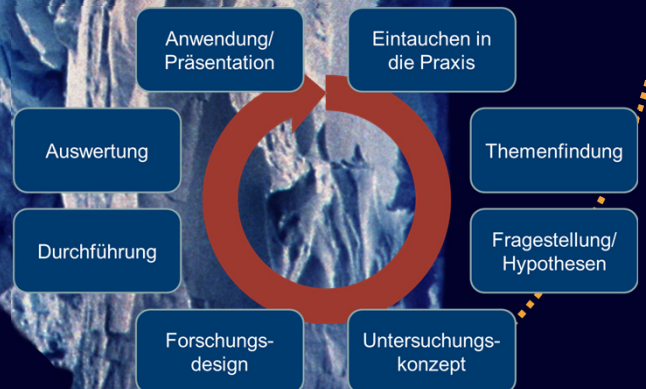 Anwendung/
Präsentation
Eintauchen in
die Praxis
Auswertung
Themenfindung
Durchführung
Fragestellung/
Hypothesen
Forschungs-
design
Untersuchungs-
konzept